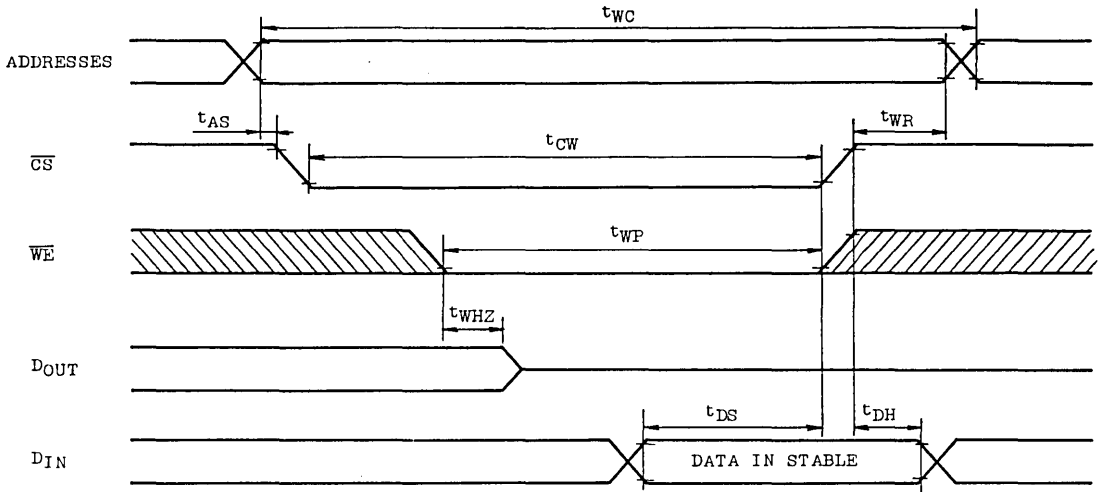 tWC
ADDRESSES
tAS
tWR
tCW
CS
tWP
WE
tWHZ
DOUT
tDS
tDH
DIN
DATA IN STABLE